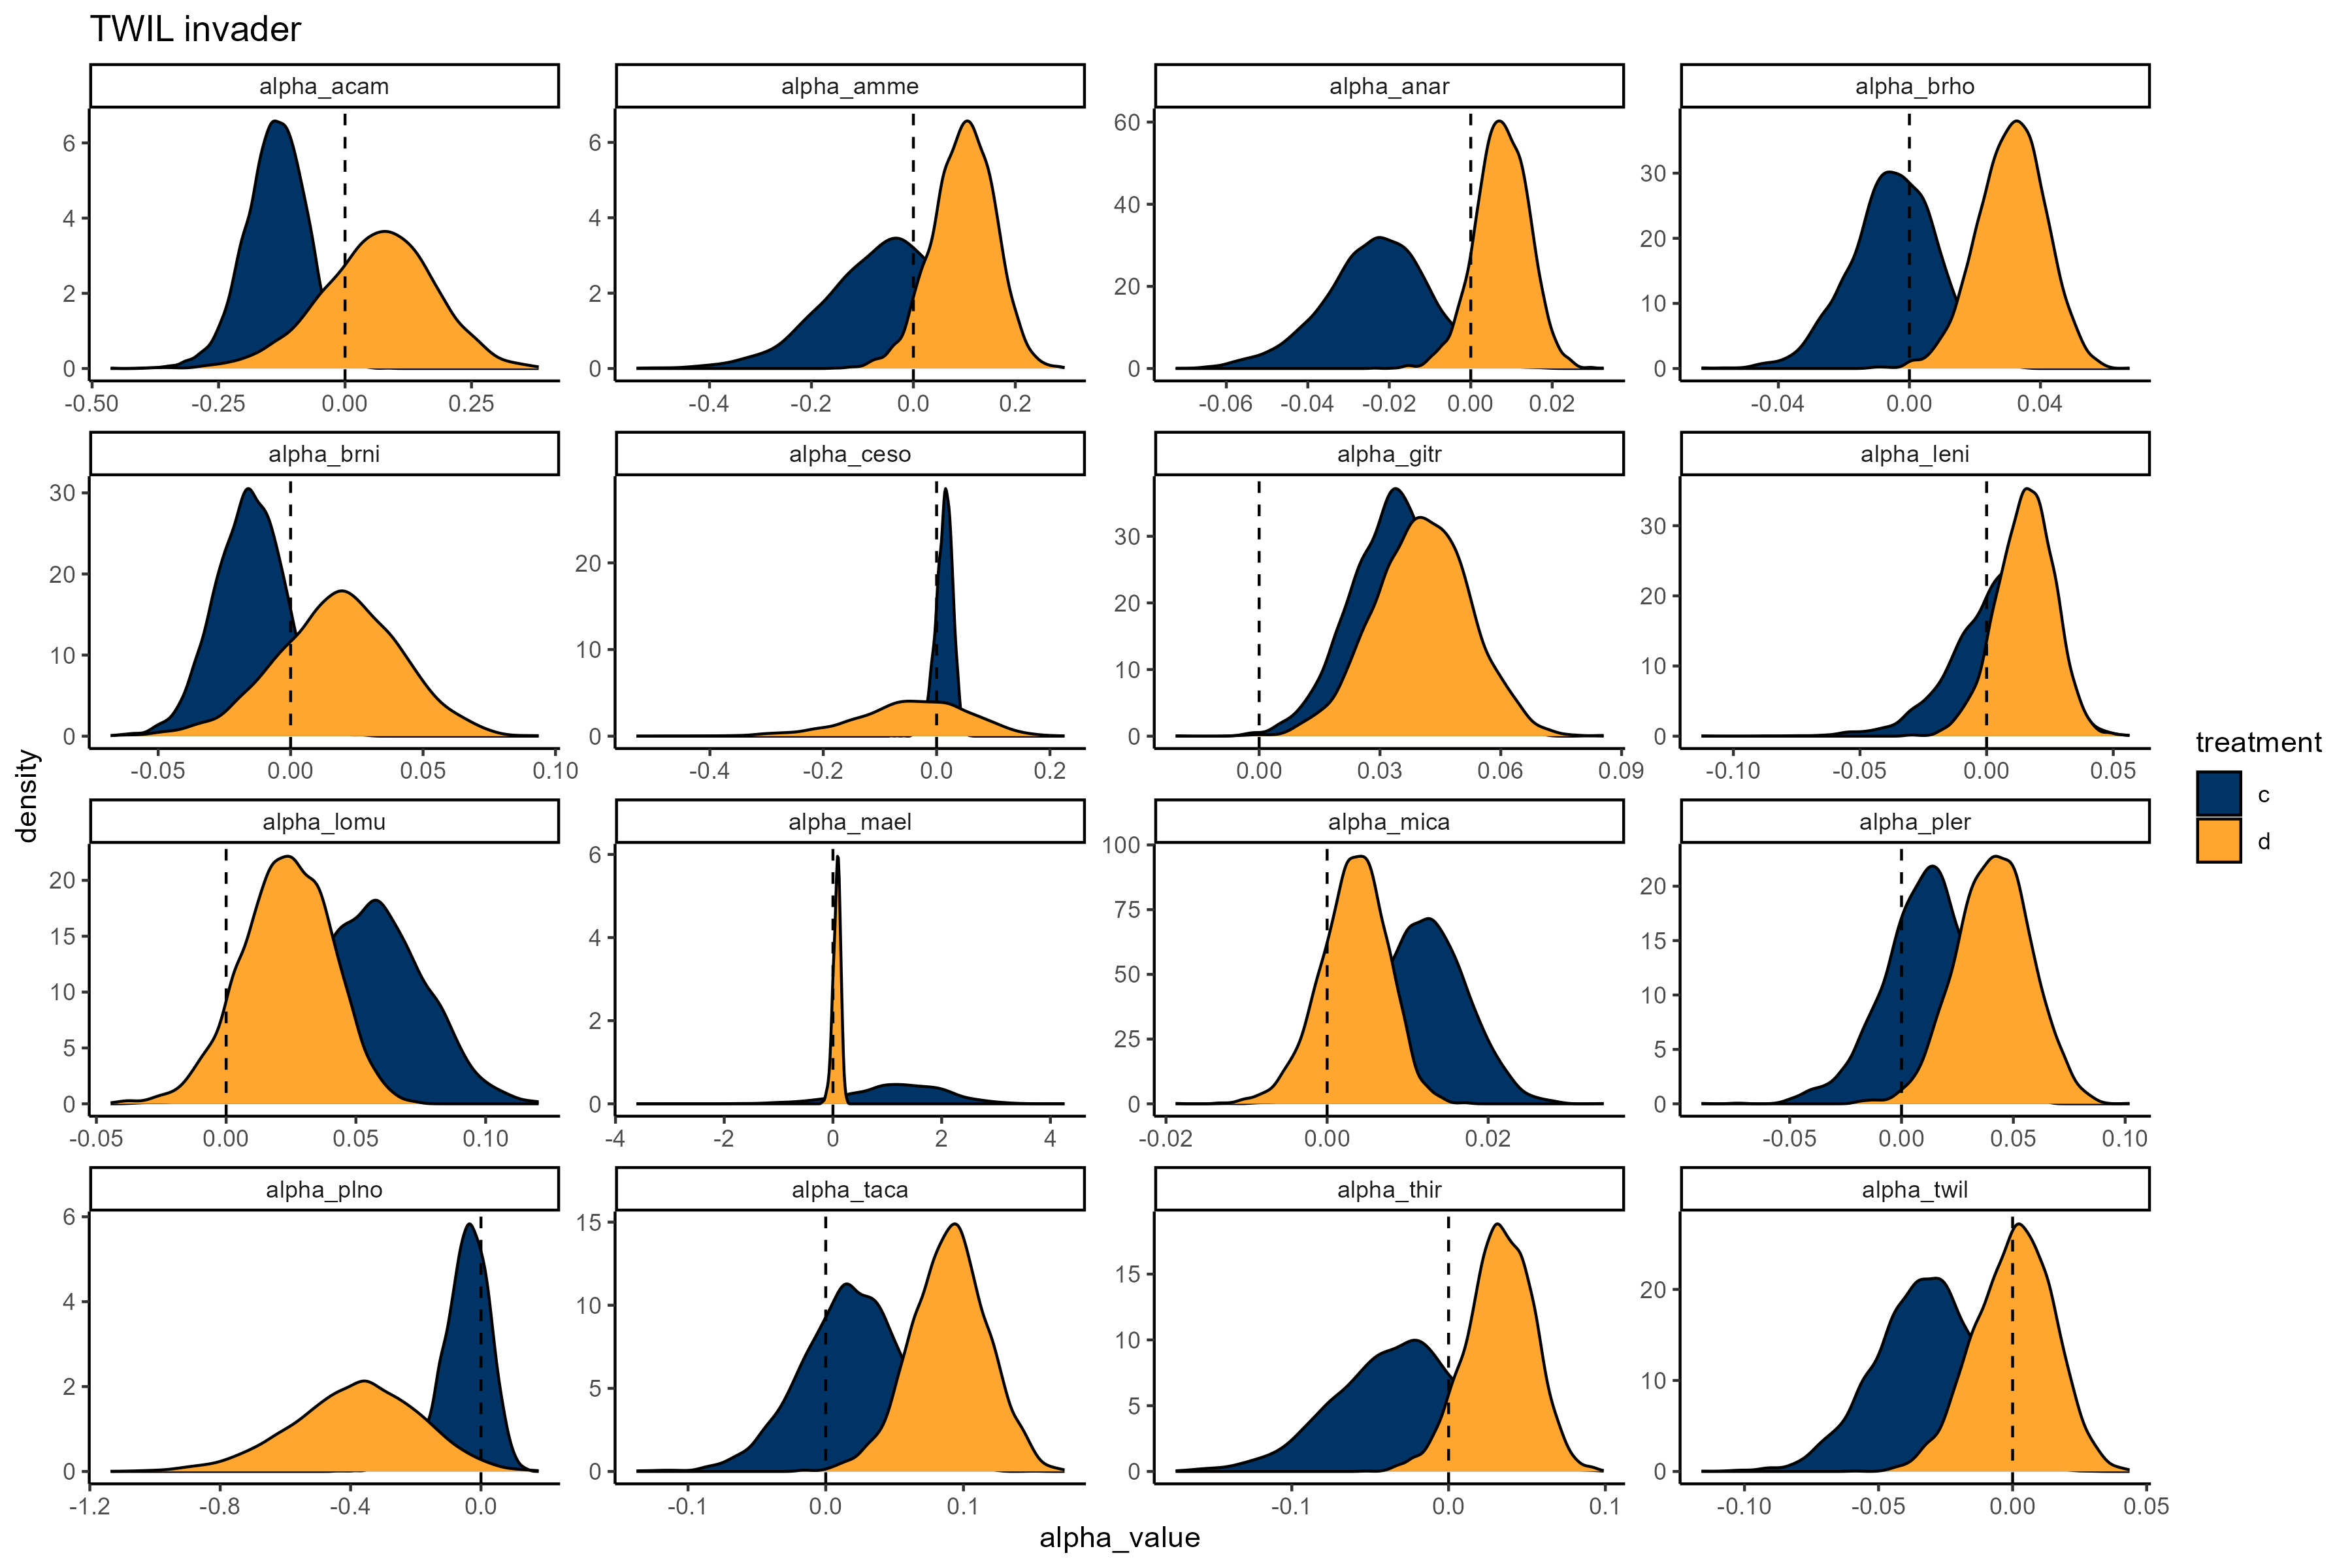 TWIL invader
alpha_acam alpha_amme alpha_anar alpha_brho
6 4 2 0
6 4 2 0
60 40 20 0
30 20 10 0
-0.50 -0.25 0.00 0.25
-0.4 -0.2 0.0 0.2
-0.06 -0.04 -0.02 0.00 0.02
-0.04 0.00 0.04
alpha_brni alpha_ceso alpha_gitr alpha_leni
30 20 10 0
20 10 0
30 20 10 0
30 20 10 0
-0.05 0.00 0.05 0.10
-0.4 -0.2 0.0 0.2
0.00 0.03 0.06 0.09
-0.10 -0.05 0.00 0.05
alpha_lomu alpha_mael alpha_mica alpha_pler
20 15 10 5 0
6 4 2 0
100 75 50 25 0
20 15 10 5 0
-0.05 0.00 0.05 0.10
-4 -2 0 2 4
-0.02 0.00 0.02
-0.05 0.00 0.05 0.10
alpha_plno alpha_taca alpha_thir alpha_twil
6 4 2 0
15 10 5 0
15 10 5 0
20 10 0
-1.2 -0.8 -0.4 0.0
-0.1 0.0 0.1
-0.1 0.0 0.1
-0.10 -0.05 0.00 0.05
density
alpha_value
treatment
c
d